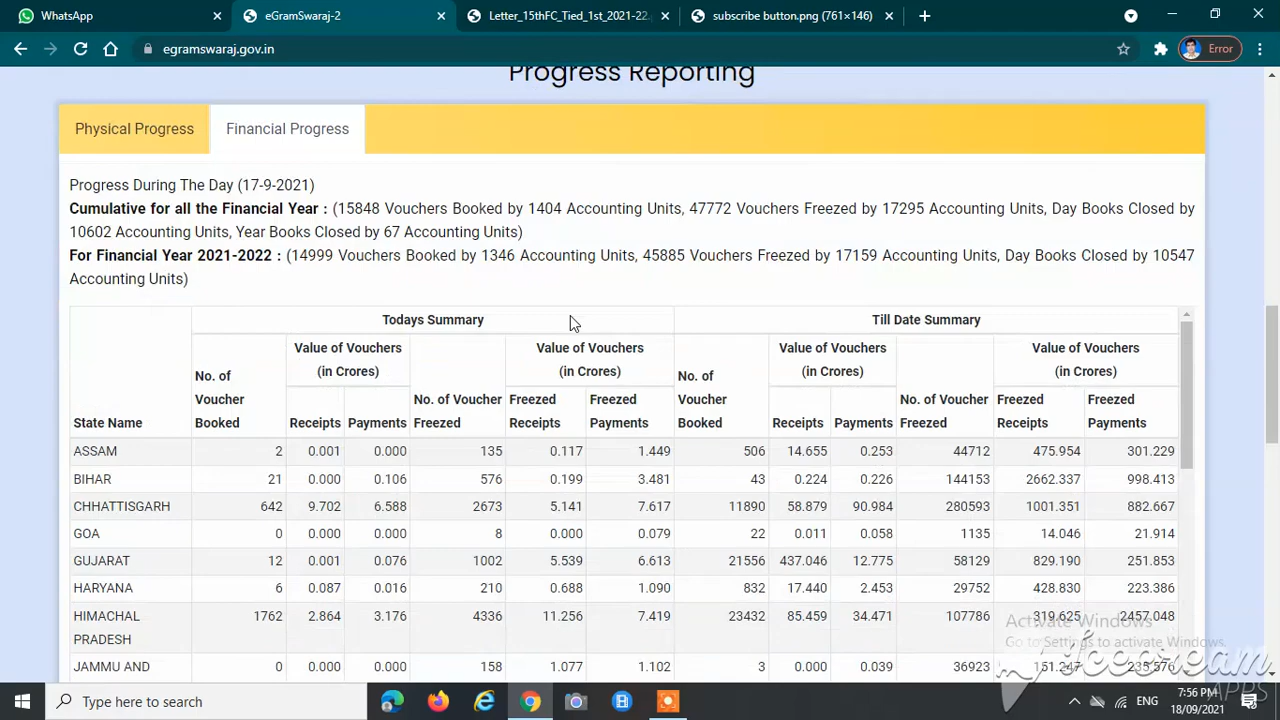 WhatsApp
eGramSwaraj-2
Letter_15thFC_Tied_1st_2021-22.
subscribe button.png (761×146)
egramswaraj.gov.in
Error
Progress Reporting
Physical Progress
Financial Progress
Progress During The Day (17-9-2021)
Cumulative for all the Financial Year : (15848 Vouchers Booked by 1404 Accounting Units, 47772 Vouchers Freezed by 17295 Accounting Units, Day Books Closed by
10602 Accounting Units, Year Books Closed by 67 Accounting Units)
For Financial Year 2021-2022 : (14999 Vouchers Booked by 1346 Accounting Units, 45885 Vouchers Freezed by 17159 Accounting Units, Day Books Closed by 10547
Accounting Units)
Todays Summary Till Date Summary
State Name
No. of
Voucher
Booked
Value of Vouchers
(in Crores)
Receipts Payments
No. of Voucher
Freezed
Value of Vouchers
(in Crores)
Freezed
Receipts
Freezed
Payments
No. of
Voucher
Booked
Value of Vouchers
(in Crores)
Receipts Payments
No. of Voucher
Freezed
Value of Vouchers
(in Crores)
Freezed
Receipts
Freezed
Payments
ASSAM 2 0.001 0.000 135 0.117 1.449 506 14.655 0.253 44712 475.954 301.229
BIHAR 21 0.000 0.106 576 0.199 3.481 43 0.224 0.226 144153 2662.337 998.413
CHHATTISGARH 642 9.702 6.588 2673 5.141 7.617 11890 58.879 90.984 280593 1001.351 882.667
GOA 0 0.000 0.000 8 0.000 0.079 22 0.011 0.058 1135 14.046 21.914
GUJARAT 12 0.001 0.076 1002 5.539 6.613 21556 437.046 12.775 58129 829.190 251.853
HARYANA 6 0.087 0.016 210 0.688 1.090 832 17.440 2.453 29752 428.830 223.386
HIMACHAL 1762 2.864 3.176 4336 11.256 7.419 23432 85.459 34.471 107786 319.625 2457.048
PRADESH
JAMMU AND 0 0.000 0.000 158 1.077 1.102 3 0.000 0.039 36923 151.247
Activate Windows
Go to Settings to activate Windows.
Icecream
APPS
Type here to search
ENG
7:56 PM
18/09/2021